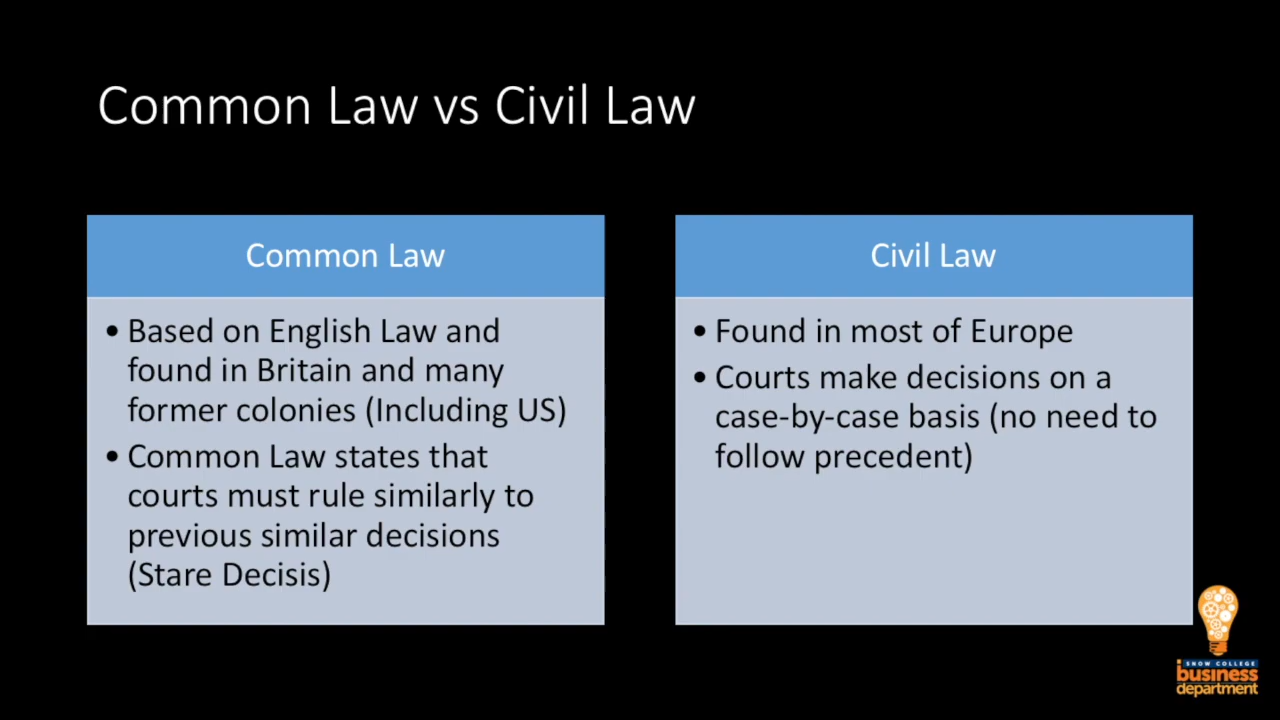 Common Law vs Civil Law
Common Law
• Based on English Law and
found in Britain and many
former colonies (Including US)
• Common Law states that
courts must rule similarly to
previous similar decisions
(Stare Decisis)
Civil Law
• Found in most of Europe
• Courts make decisions on a
case-by-case basis (no need to
follow precedent)
SNOW COLLEGE
business
department